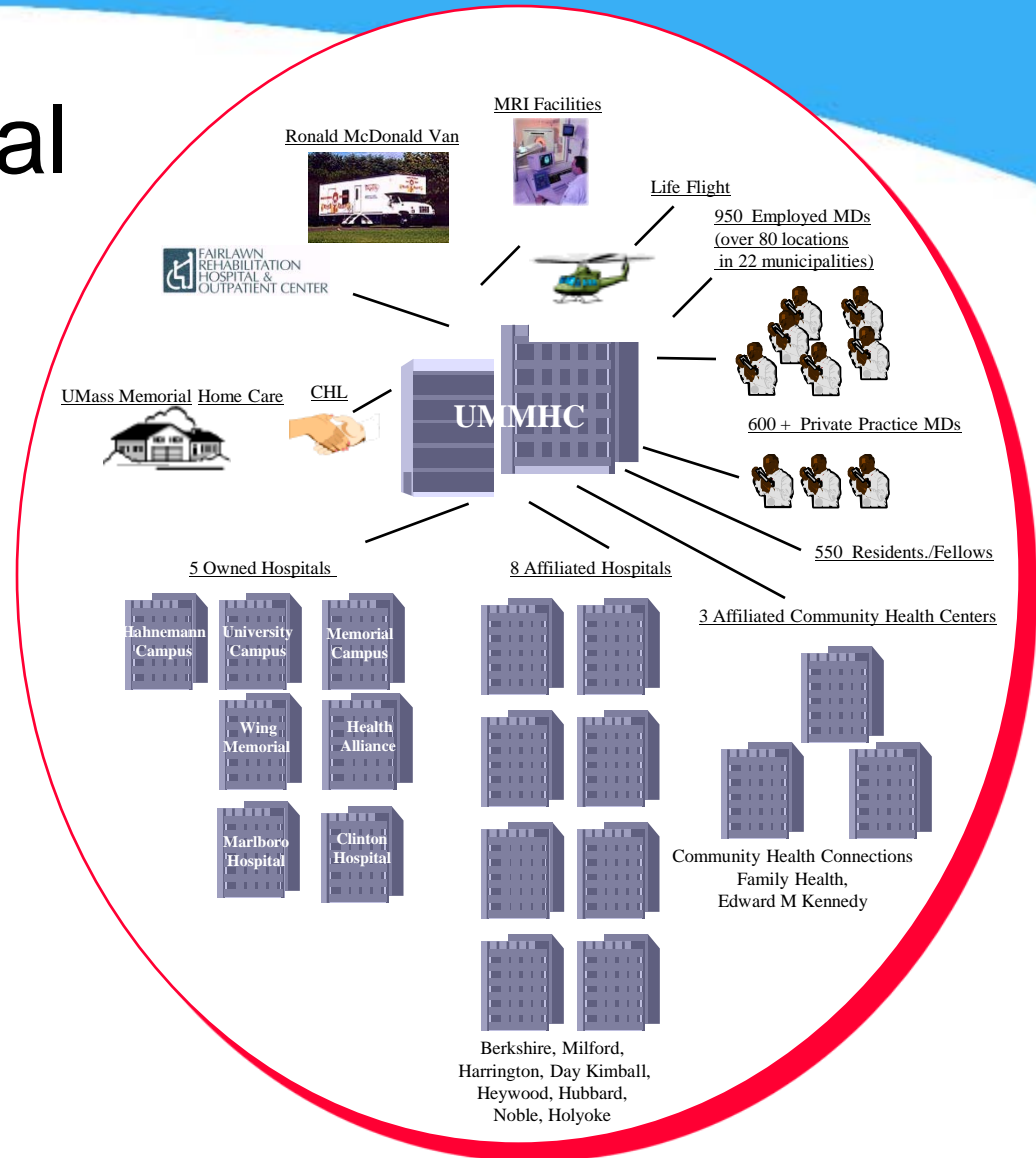 al
MRI Facilities
Ronald McDonald Van
Life Flight
950 Employed MDs
(over 80 locations
in 22 municipalities)
FAIRLAWN
REHABILITATION
HOSPITAL &
OUTPATIENT CENTER
UMass Memorial Home Care
CHL
UMMHC
600 + Private Practice MDs
550 Residents./Fellows
5 Owned Hospitals
8 Affiliated Hospitals
3 Affiliated Community Health Centers
Hahnemann
Campus
University
Campus
Memorial
Campus
Wing
Memorial
Health
Alliance
Marlboro
Hospital
Clinton
Hospital
Community Health Connections
Family Health,
Edward M Kennedy
Berkshire, Milford,
Harrington, Day Kimball,
Heywood, Hubbard,
Noble, Holyoke